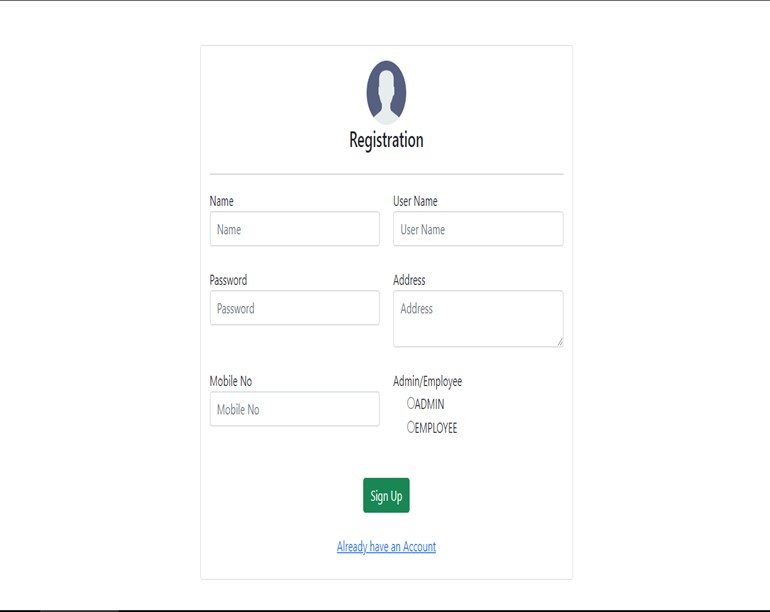 Registration
Name
User Name
Name
User Name
Password
Address
Password
Address
Mobile No
Admin/Employee
Mobile No
ADMIN
EMPLOYEE
Sign Up
Already have an Account